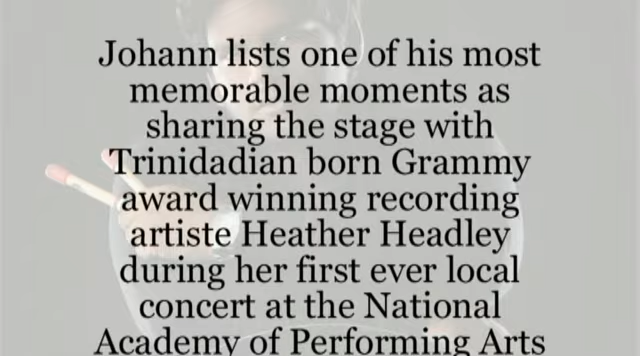 Johann lists one of his most
memorable moments as
sharing the stage with
Trinidadian born Grammy
award winning recording
artiste Heather Headley
during her first ever local
concert at the National
Academy of Performing Arts